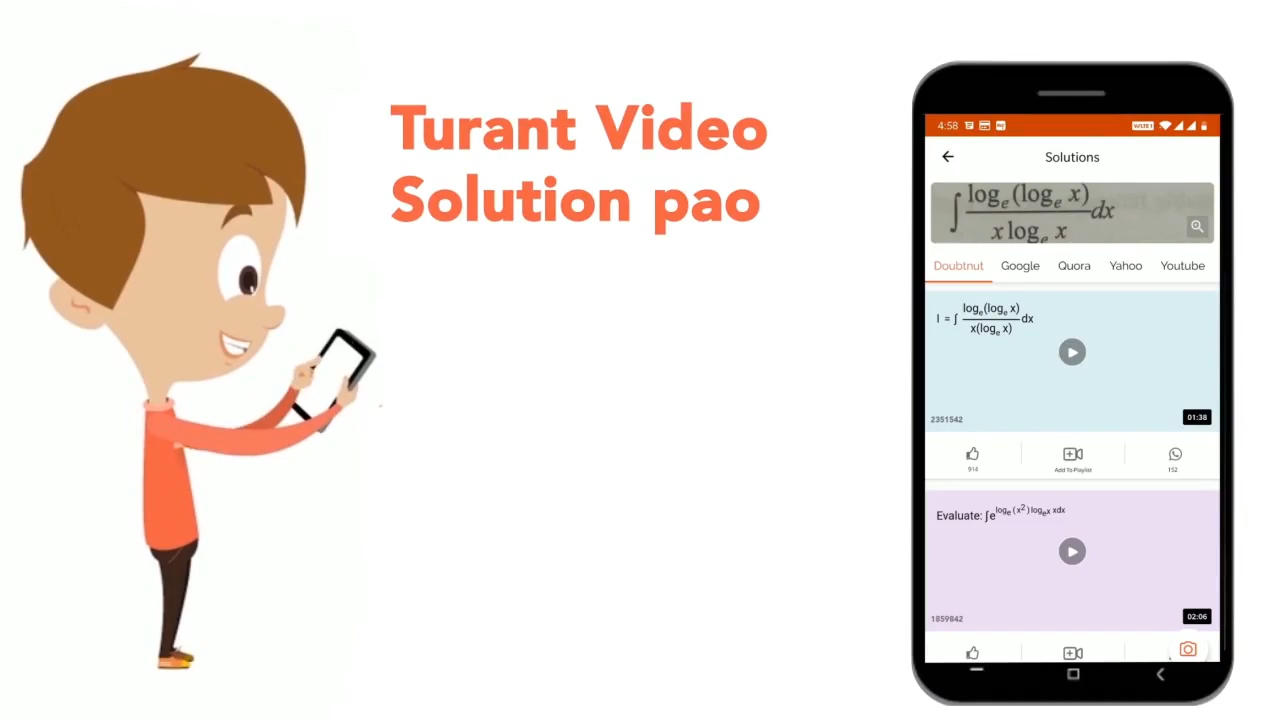 Turant Video
Solution pao
4:58
VoLTE1
Solutions
∫ logₑ (logₑ x) / x logₑ x dx
Doubtnut Google Quora Yahoo Youtube
I = ∫ logₑ(logₑ x) / x(logₑ x) dx
2351542 01:38
914 Add To Playlist 152
Evaluate: ∫e^logₑ (x²) logₑx xdx
1859842 02:06